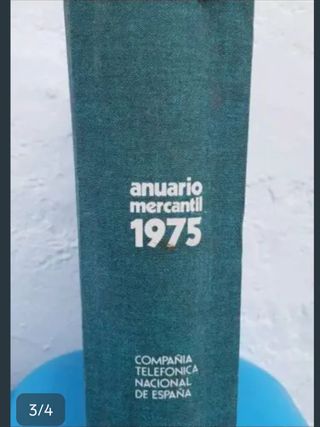 anuario
mercantil
1975
COMPAÑIA
TELEFONICA
NACIONAL
DE ESPAÑA
3/4